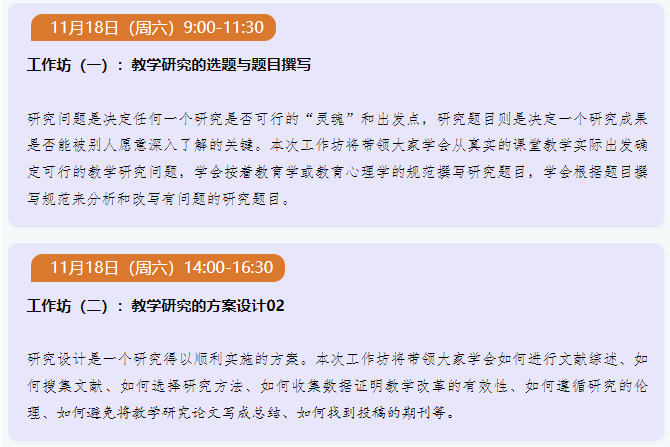 11月18日（周六）9:00-11:30
工作坊（一）：教学研究的选题与题目撰写
研究问题是决定任何一个研究是否可行的“灵魂”和出发点，研究题目则是决定一个研究成果
是否能被别人愿意深入了解的关键。本次工作坊将带领大家学会从真实的课堂教学实际出发确
定可行的教学研究问题，学会按着教育学或教育心理学的规范撰写研究题目，学会根据题目撰
写规范来分析和改写有问题的研究题目。
11月18日（周六）14:00-16:30
工作坊（二）：教学研究的方案设计02
研究设计是一个研究得以顺利实施的方案。本次工作坊将带领大家学会如何进行文献综述、如
何搜集文献、如何选择研究方法、如何收集数据证明教学改革的有效性、如何遵循研究的伦
理、如何避免将教学研究论文写成总结、如何找到投稿的期刊等。